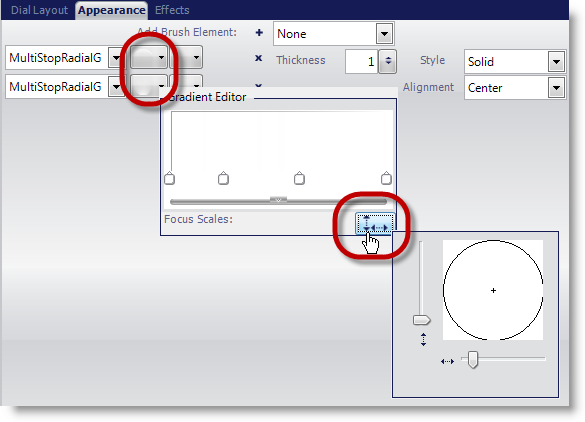 Dial Layout Appearance Effects
Add Brush Element: None
MultiStopRadialG Thickness 1 Style Solid
MultiStopRadialG Alignment Center
Gradient Editor
Focus Scales: